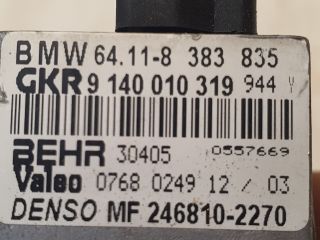 BMW 64.11-8 383 835
GKR 9 140 010 319 944
BEHR 30405 0557669
Valeo 0768 0249 12 / 03
DENSO MF 246810-2270